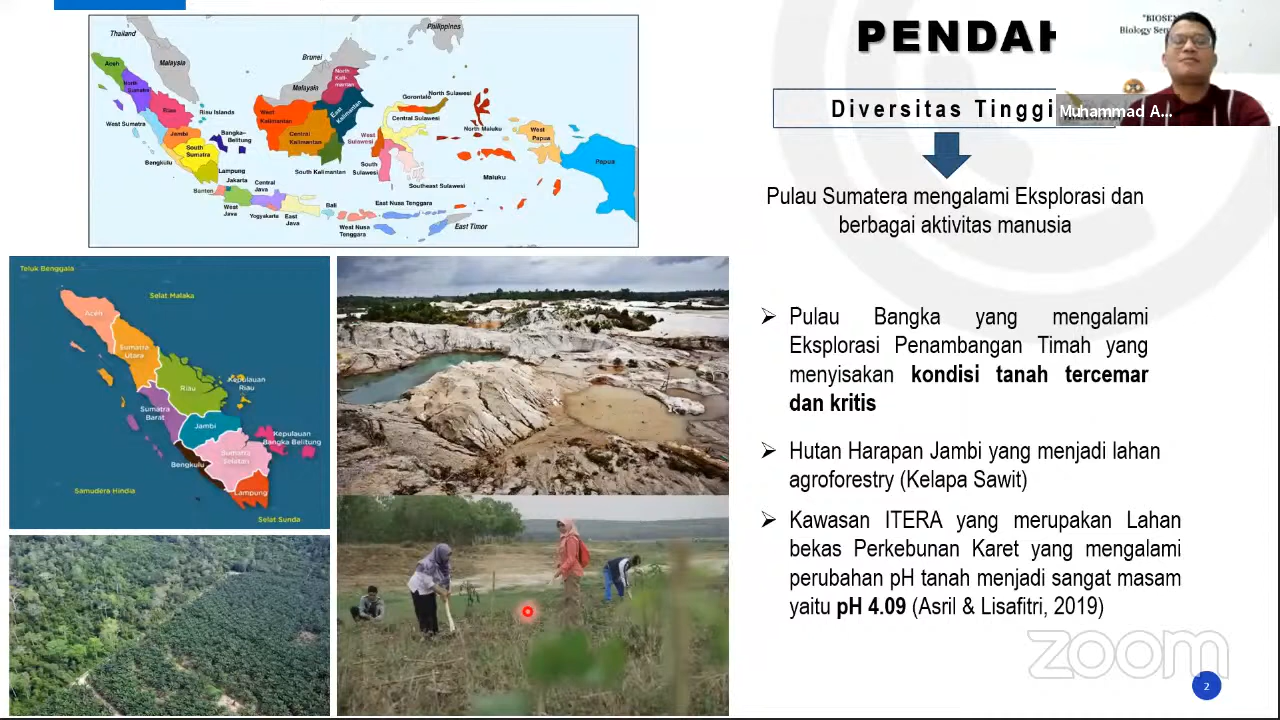 PENDAH
"BIOSEN
Biology Ser
Muhammad A...
Diversitas Tinggi
Pulau Sumatera mengalami Eksplorasi dan
berbagai aktivitas manusia
Pulau Bangka yang mengalami
Eksplorasi Penambangan Timah yang
menyisakan kondisi tanah tercemar
dan kritis
Hutan Harapan Jambi yang menjadi lahan
agroforestry (Kelapa Sawit)
Kawasan ITERA yang merupakan Lahan
bekas Perkebunan Karet yang mengalami
perubahan pH tanah menjadi sangat masam
yaitu pH 4.09 (Asril & Lisafitri, 2019)
zoom
2
Thailand
Philippines
Malaysia
Brunei
Malaysia
Aceh
North
Sumatra
Riau
Riau Islands
West Sumatra
Jambi
Bangka-
Belitung
South
Sumatra
Bengkulu
Lampung
Jakarta
Banten
Central
Java
West
Java
Yogyakarta
East
Java
Bali
West Nusa
Tenggara
East Nusa Tenggara
East Timor
North
Kali-
mantan
West
Kalimantan
Central
Kalimantan
East
Kalimantan
South Kalimantan
Gorontalo
North Sulawesi
Central Sulawesi
West
Sulawesi
South
Sulawesi
Southeast Sulawesi
North Maluku
Maluku
West
Papua
Papua
Teluk Benggala
Selat Malaka
Aceh
Sumatra
Utara
Riau
Kepulauan
Riau
Sumatra
Barat
Jambi
Kepulauan
Bangka Belitung
Sumatra
Selatan
Bengkulu
Lampung
Samudera Hindia
Selat Sunda